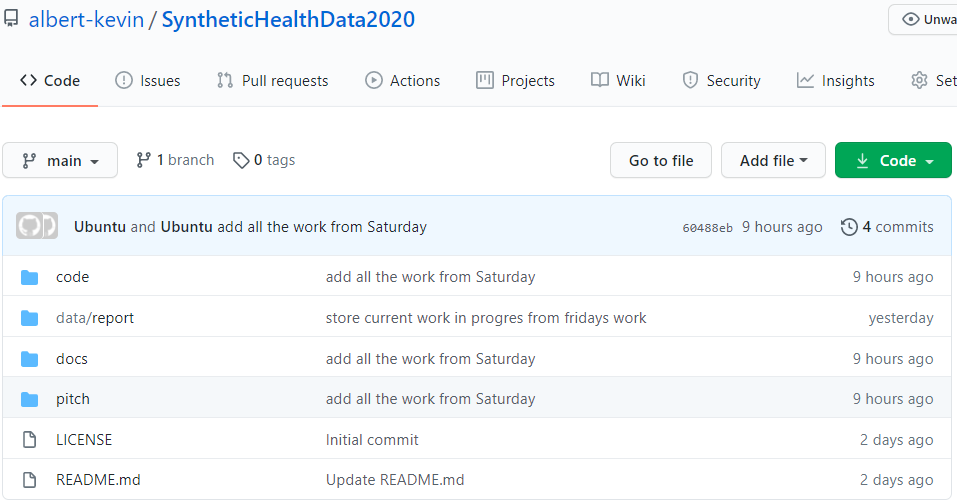 albert-kevin / SyntheticHealthData2020 Unwa
Code Issues Pull requests Actions Projects Wiki Security Insights Set
main 1 branch 0 tags Go to file Add file Code
Ubuntu and Ubuntu add all the work from Saturday 60488eb 9 hours ago 4 commits
code add all the work from Saturday 9 hours ago
data/report store current work in progres from fridays work yesterday
docs add all the work from Saturday 9 hours ago
pitch add all the work from Saturday 9 hours ago
LICENSE Initial commit 2 days ago
README.md Update README.md 2 days ago